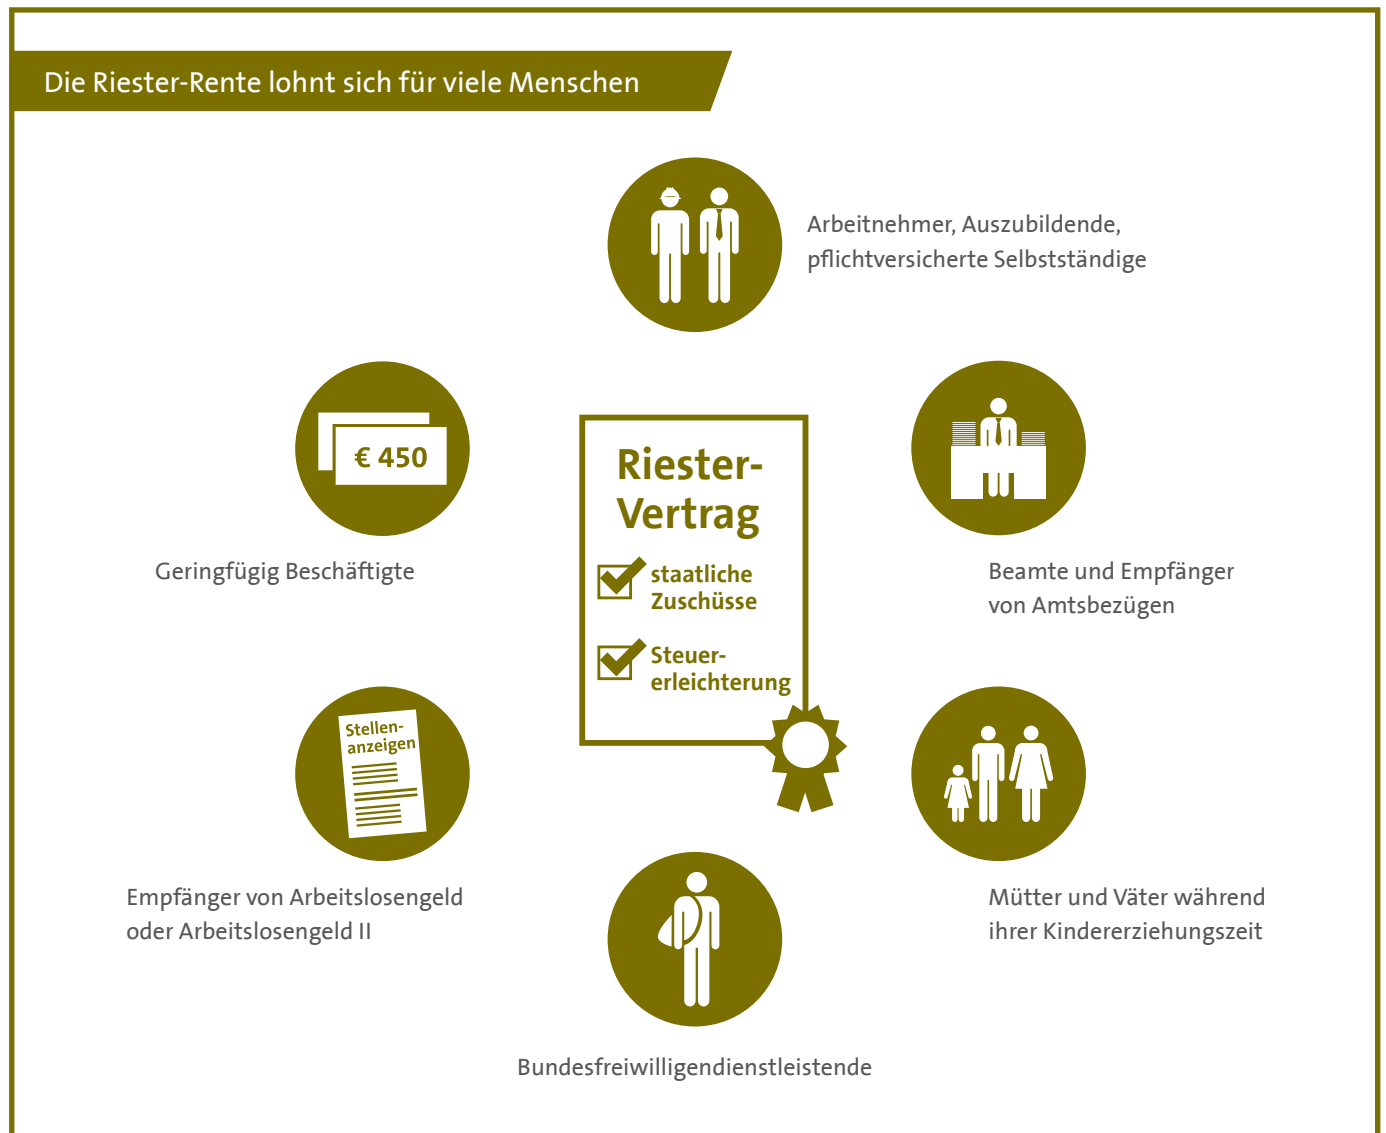 Die Riester-Rente lohnt sich für viele Menschen
Arbeitnehmer, Auszubildende,
pflichtversicherte Selbstständige
€ 450
Geringfügig Beschäftigte
Riester-
Vertrag
staatliche
Zuschüsse
Steuer-
erleichterung
Beamte und Empfänger
von Amtsbezügen
Stellen-
anzeigen
Empfänger von Arbeitslosengeld
oder Arbeitslosengeld II
Mütter und Väter während
ihrer Kindererziehungszeit
Bundesfreiwilligendienstleistende